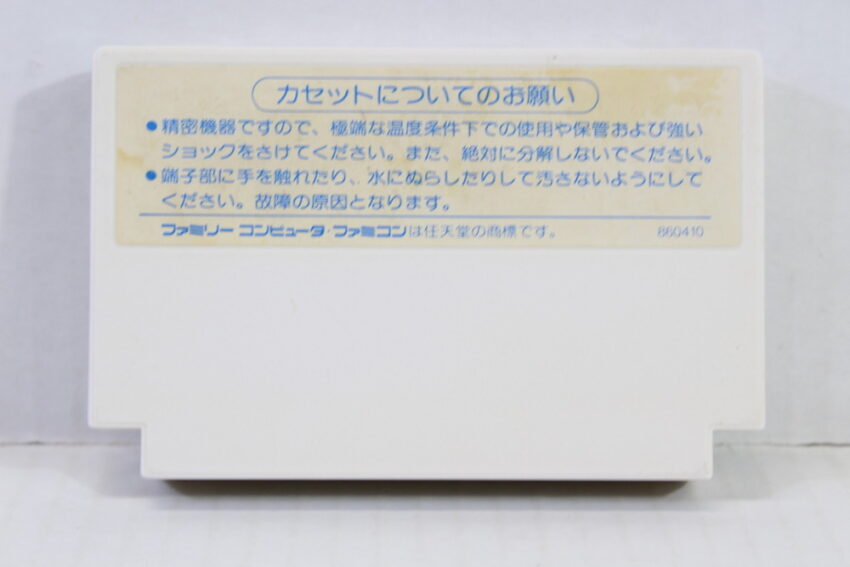 カセットについてのお願い
●精密機器ですので、極端な温度条件下での使用や保管および強い
ショックをさけてください。また、絶対に分解しないでください。
●端子部に手を触れたり、水にぬらしたりして汚さないようにして
ください。故障の原因となります。
ファミリー コンピュータ・ファミコンは任天堂の商標です。 860410